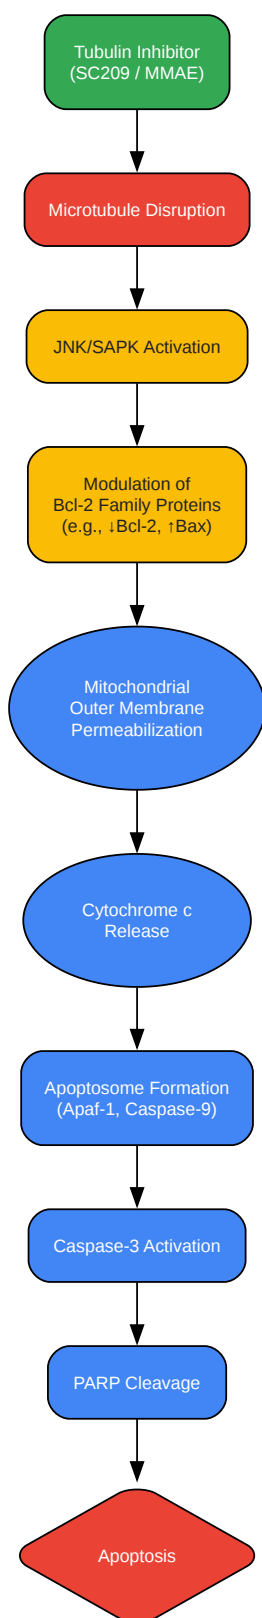 Tubulin Inhibitor
(SC209 / MMAE)
Microtubule Disruption
JNK/SAPK Activation
Modulation of
Bcl-2 Family Proteins
(e.g., ↓Bcl-2, ↑Bax)
Mitochondrial
Outer Membrane
Permeabilization
Cytochrome c
Release
Apoptosome Formation
(Apaf-1, Caspase-9)
Caspase-3 Activation
PARP Cleavage
Apoptosis